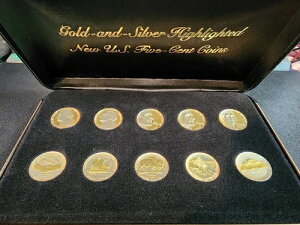 Gold-and-Silver Highlighted
New U.S. Five-Cent Coins